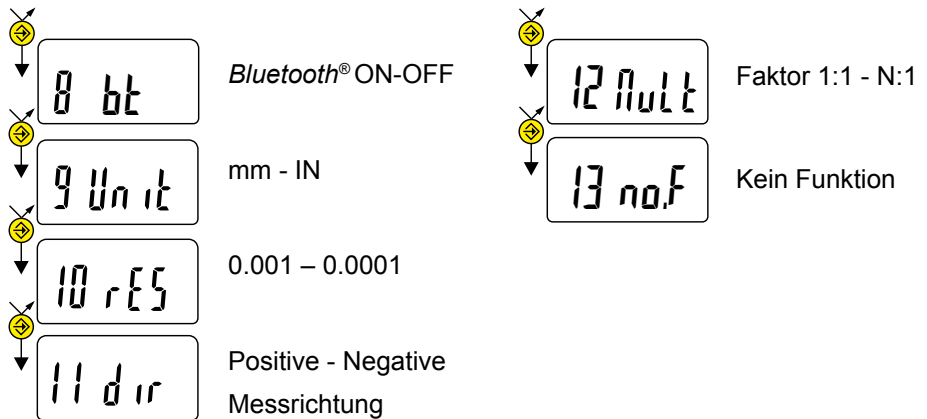 8 bt
Bluetooth® ON-OFF
9 Unit
mm - IN
10 rES
0.001 – 0.0001
11 dir
Positive - Negative
Messrichtung
12 Mult
Faktor 1:1 - N:1
13 no.F
Kein Funktion